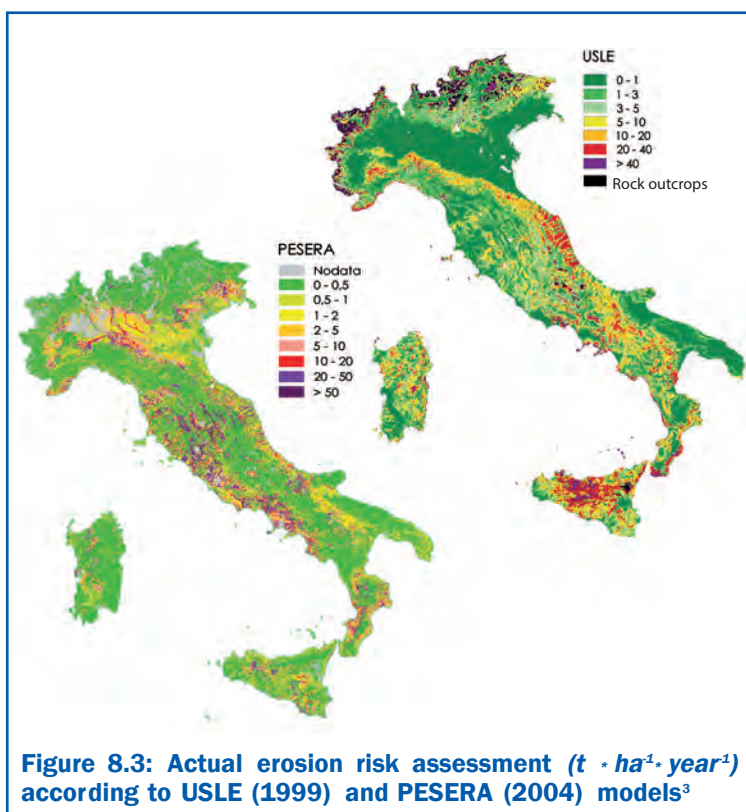 USLE
0 - 1
1 - 3
3 - 5
5 - 10
10 - 20
20 - 40
> 40
Rock outcrops
PESERA
Nodata
0 - 0,5
0,5 - 1
1 - 2
2 - 5
5 - 10
10 - 20
20 - 50
> 50
Figure 8.3: Actual erosion risk assessment (t * ha-1* year-1)
according to USLE (1999) and PESERA (2004) models3